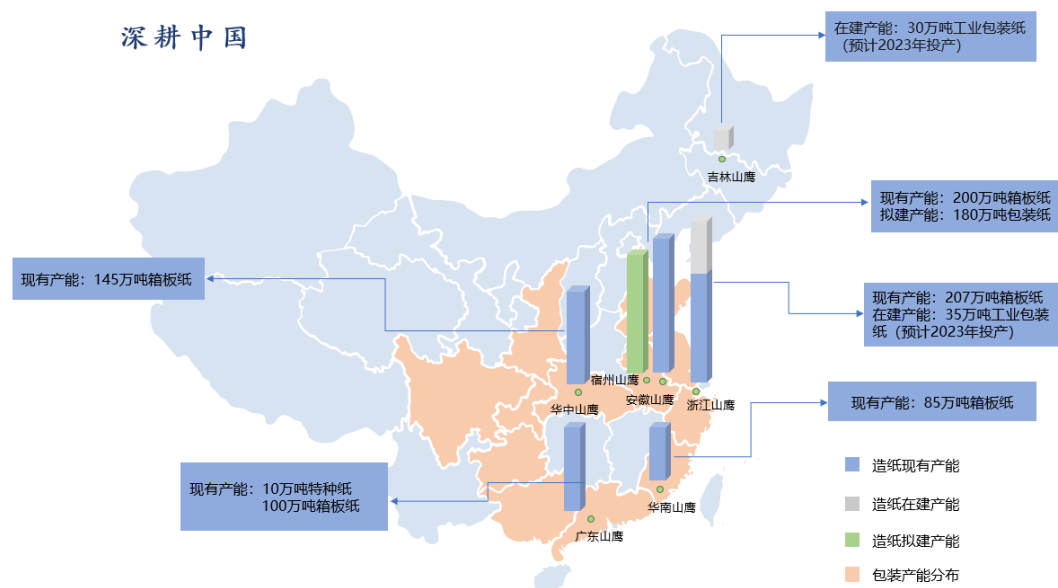 深耕中国
在建产能：30万吨工业包装纸
（预计2023年投产）
吉林山鹰
现有产能：200万吨箱板纸
拟建产能：180万吨包装纸
现有产能：145万吨箱板纸
现有产能：207万吨箱板纸
在建产能：35万吨工业包装
纸（预计2023年投产）
宿州山鹰
安徽山鹰
浙江山鹰
华中山鹰
现有产能：85万吨箱板纸
现有产能：10万吨特种纸
100万吨箱板纸
华南山鹰
广东山鹰
造纸现有产能
造纸在建产能
造纸拟建产能
包装产能分布